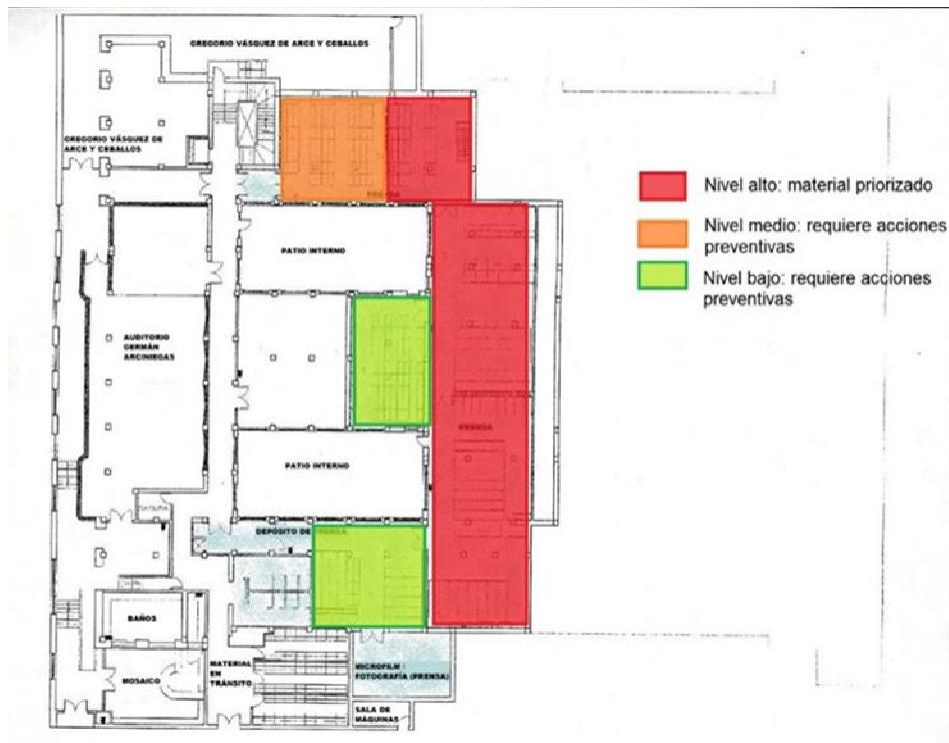 GREGORIO VÁSQUEZ DE ARCE Y CEBALLOS
GREGORIO VÁSQUEZ DE
ARCE Y CEBALLOS
PRENSA
PATIO INTERNO
AUDITORIO
GERMÁN
ARCINIEGAS
PRENSA
PATIO INTERNO
DEPÓSITO DE PRENSA
BAÑOS
MOSAICO
MATERIAL
EN
TRÁNSITO
MICROFILM /
FOTOGRAFÍA (PRENSA)
SALA DE
MÁQUINAS
Nivel alto: material priorizado
Nivel medio: requiere acciones
preventivas
Nivel bajo: requiere acciones
preventivas